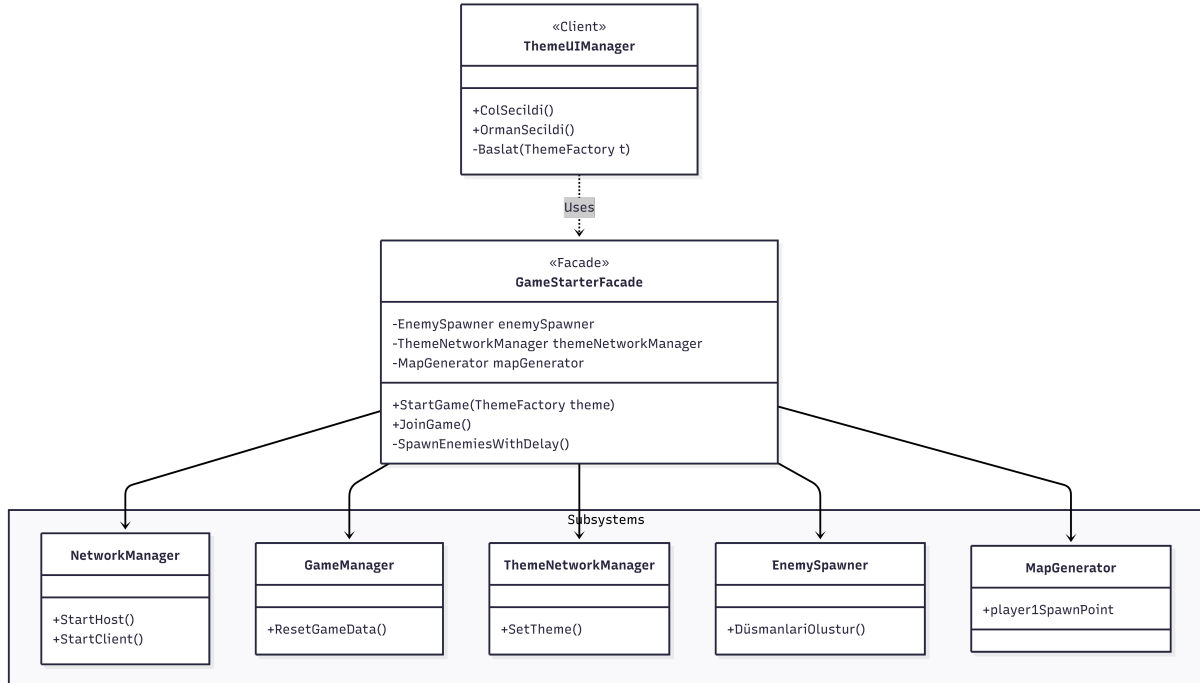 «Client»
ThemeUIManager
+ColSecildi()
+OrmanSecildi()
-Baslat(ThemeFactory t)
Uses
«Facade»
GameStarterFacade
-EnemySpawner enemySpawner
-ThemeNetworkManager themeNetworkManager
-MapGenerator mapGenerator
+StartGame(ThemeFactory theme)
+JoinGame()
-SpawnEnemiesWithDelay()
Subsystems
NetworkManager
+StartHost()
+StartClient()
GameManager
+ResetGameData()
ThemeNetworkManager
+SetTheme()
EnemySpawner
+DüsmanlariOlustur()
MapGenerator
+player1SpawnPoint